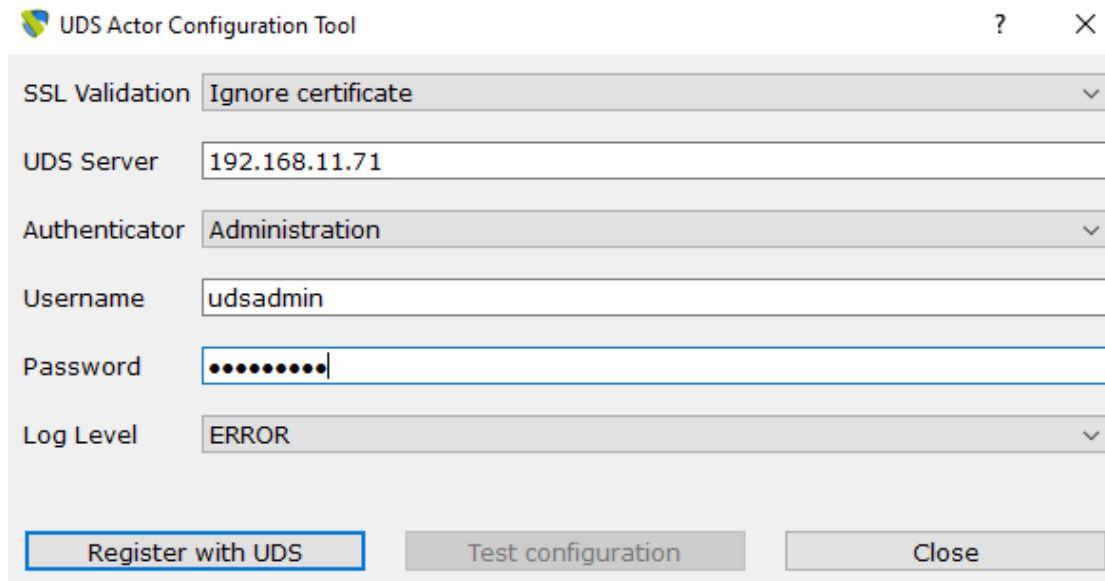 UDS Actor Configuration Tool ?
SSL Validation Ignore certificate
UDS Server 192.168.11.71
Authenticator Administration
Username udsadmin
Password •••••••••
Log Level ERROR
Register with UDS Test configuration Close